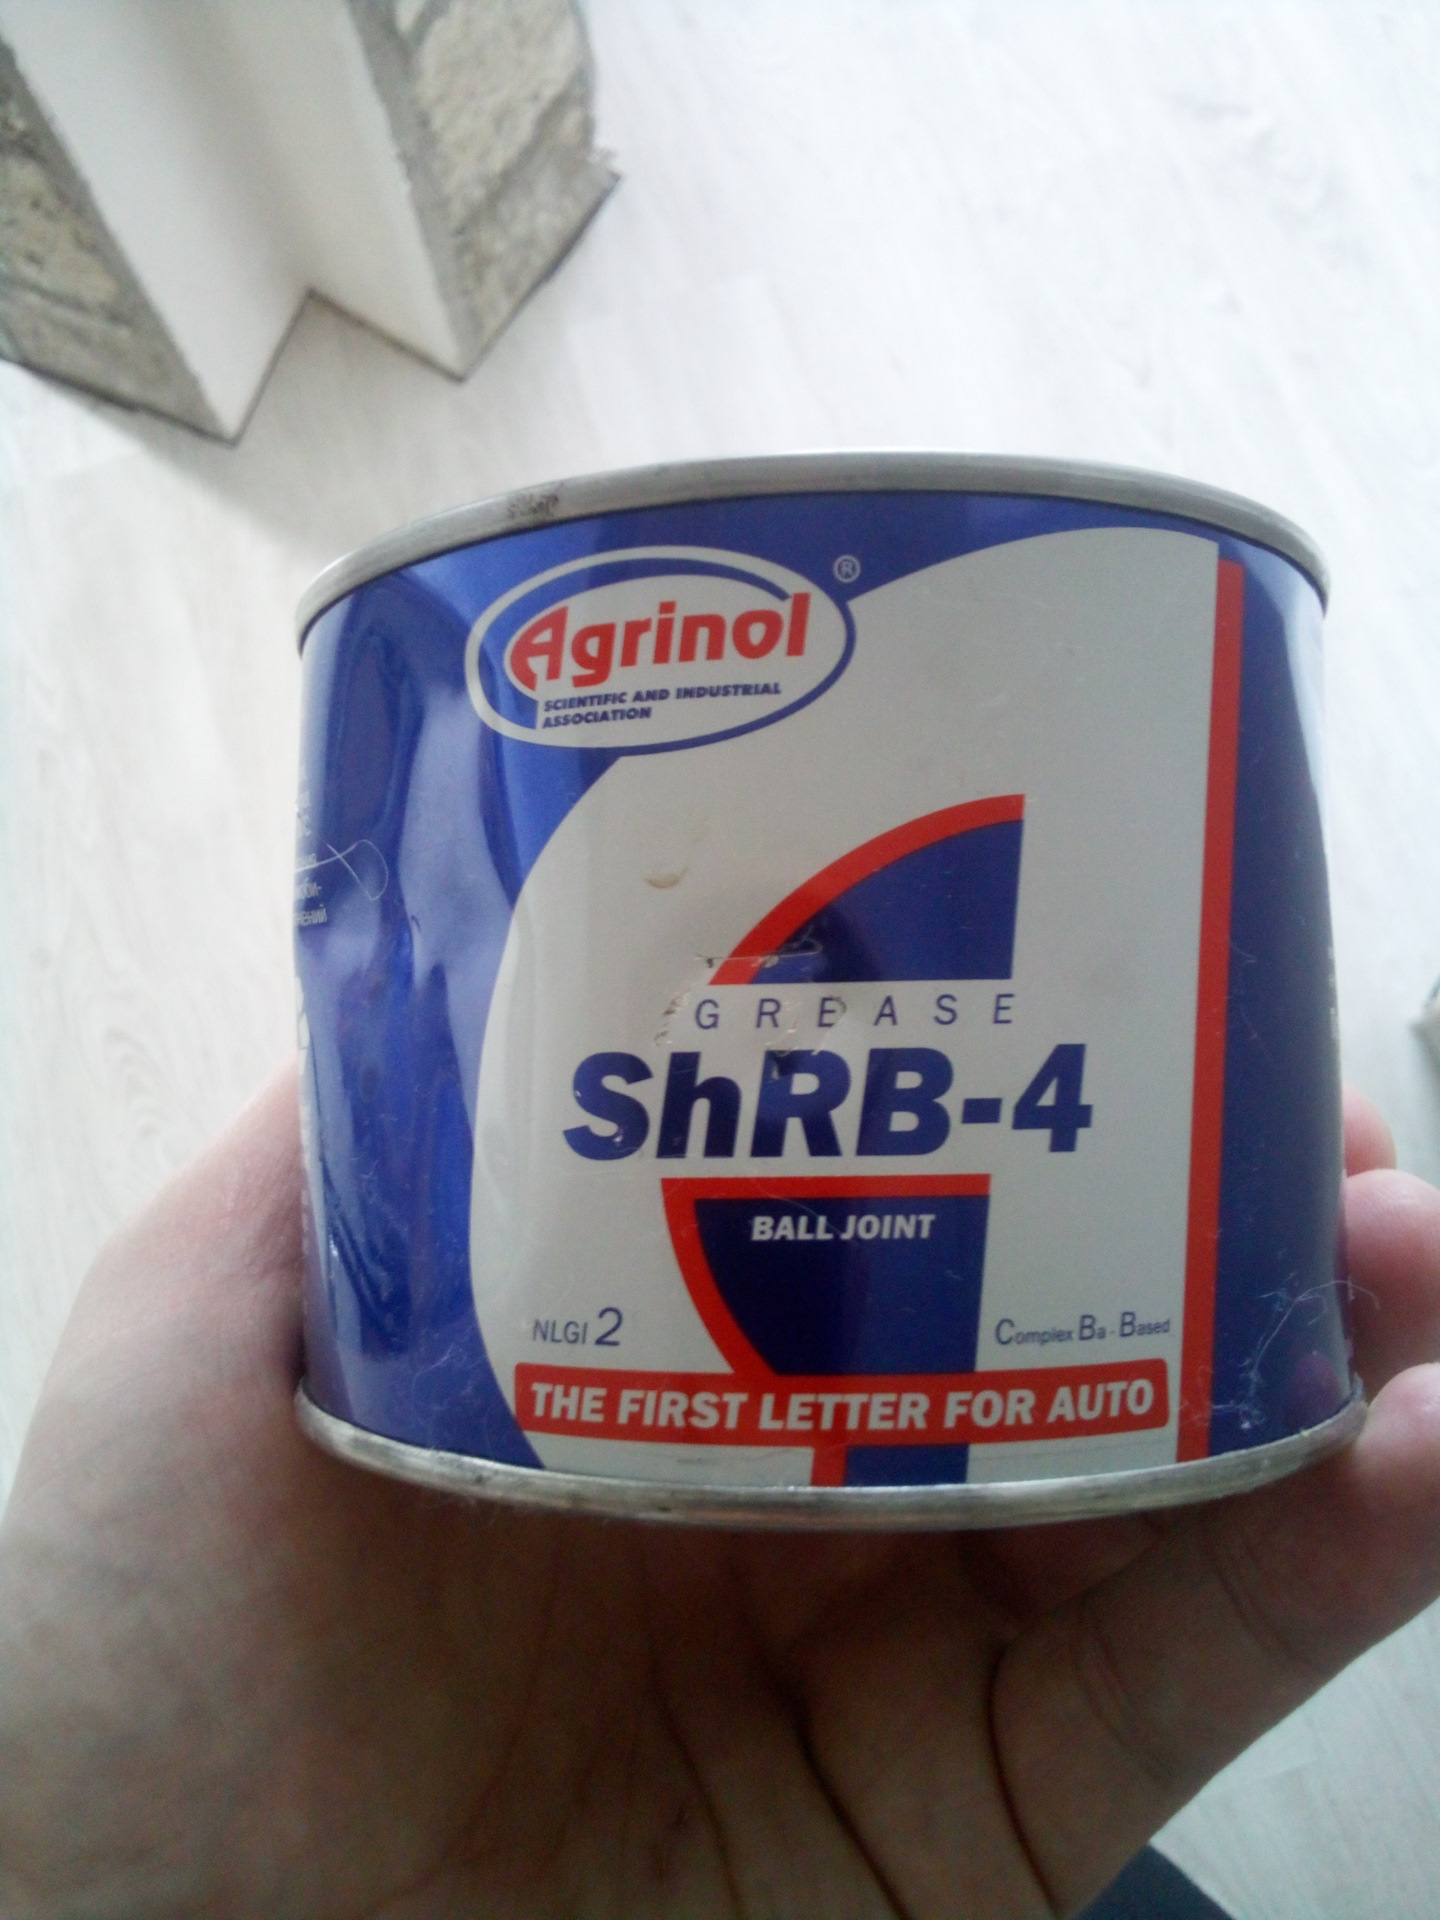 Agrinol ®
SCIENTIFIC AND INDUSTRIAL
ASSOCIATION
GREASE
ShRB-4
BALL JOINT
NLGI 2
Complex Ba-Based
THE FIRST LETTER FOR AUTO